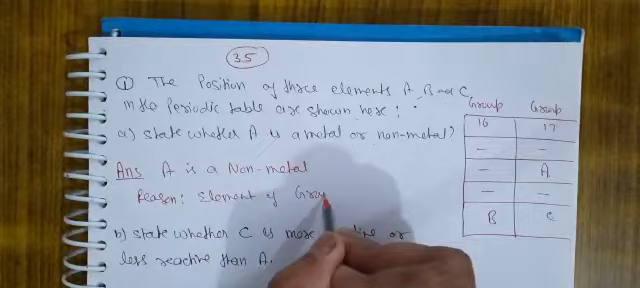 35
① The Position of three elements A, B and C
in the Periodic table are shown here:
a) state whether A is a metal or non-metal?
Ans A is a Non-metal
Reason: Element of Grou
b) state whether C is more or
less reactive than A.
Group Group
16 17
- -
- A
- -
B C